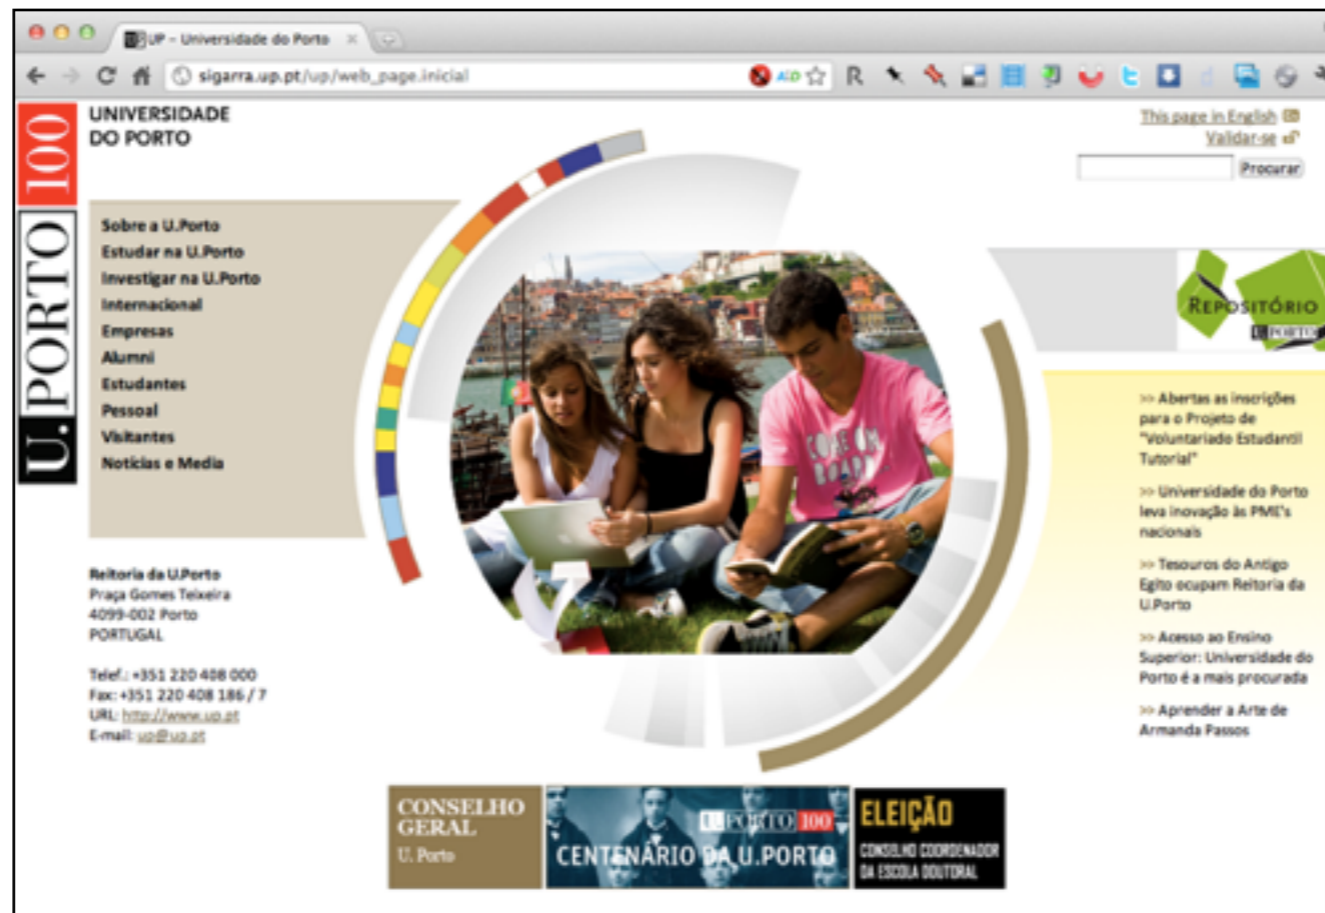 UP - Universidade do Porto
sigarra.up.pt/up/web_page.inicial
U.PORTO 100
UNIVERSIDADE
DO PORTO
This page in English
Validar-se
Procurar
Sobre a U.Porto
Estudar na U.Porto
Investigar na U.Porto
Internacional
Empresas
Alumni
Estudantes
Pessoal
Visitantes
Notícias e Media
Reitoria da U.Porto
Praça Gomes Teixeira
4099-002 Porto
PORTUGAL
Telef.: +351 220 408 000
Fax: +351 220 408 186 / 7
URL: http://www.up.pt
E-mail: up@up.pt
COME ON
BOARD...
REPOSITÓRIO
U.PORTO
>> Abertas as inscrições
para o Projeto de
"Voluntariado Estudantil
Tutorial"
>> Universidade do Porto
leva inovação às PME's
nacionais
>> Tesouros do Antigo
Egito ocupam Reitoria da
U.Porto
>> Acesso ao Ensino
Superior: Universidade do
Porto é a mais procurada
>> Aprender a Arte de
Armanda Passos
CONSELHO
GERAL
U. Porto
U.PORTO 100
CENTENÁRIO DA U.PORTO
ELEIÇÃO
CONSELHO COORDENADOR
DA ESCOLA DOUTORAL